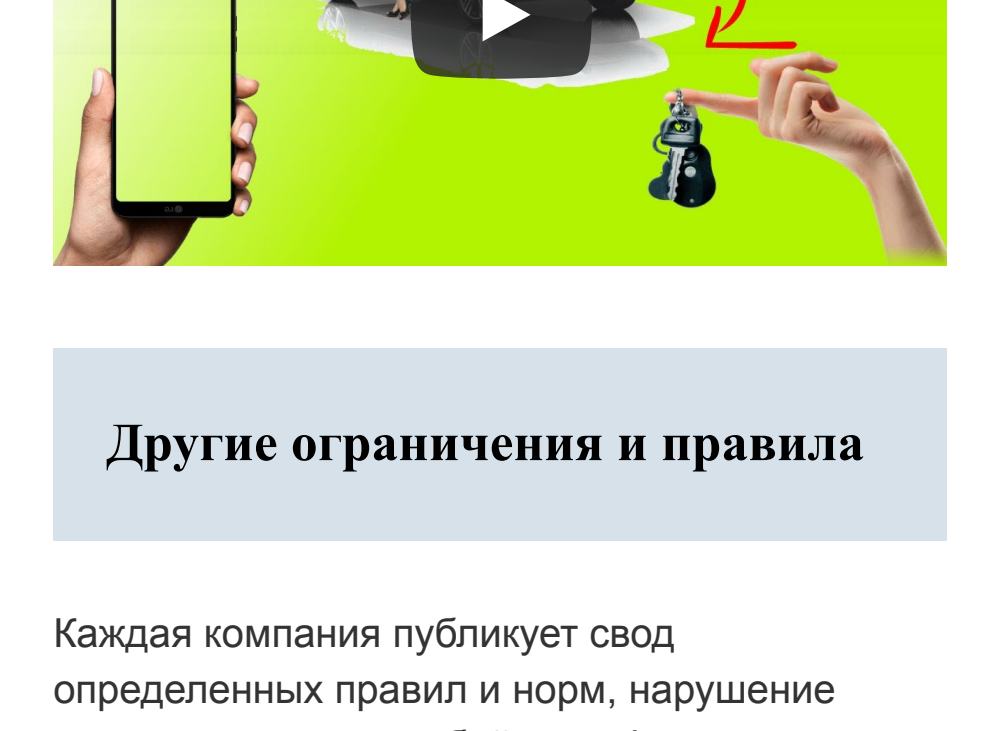 Другие ограничения и правила
Каждая компания публикует свод
определенных правил и норм, нарушение